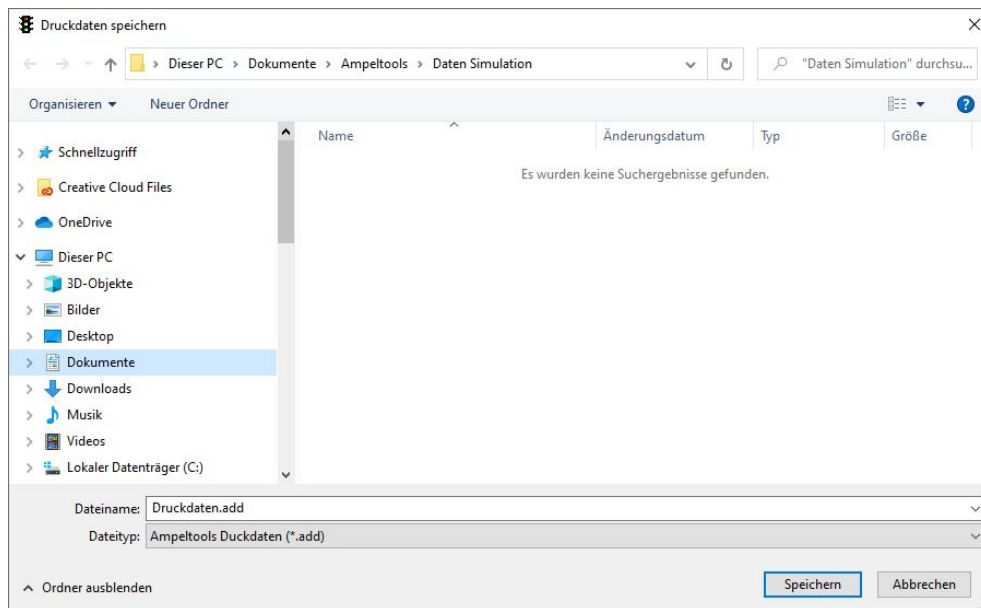 Druckdaten speichern
Dieser PC > Dokumente > Ampeltools > Daten Simulation
"Daten Simulation" durchsu...
Organisieren Neuer Ordner
Name Änderungsdatum Typ Größe
Es wurden keine Suchergebnisse gefunden.
Schnellzugriff
Creative Cloud Files
OneDrive
Dieser PC
3D-Objekte
Bilder
Desktop
Dokumente
Downloads
Musik
Videos
Lokaler Datenträger (C:)
Dateiname: Druckdaten.add
Dateityp: Ampeltools Duckdaten (*.add)
Ordner ausblenden
Speichern Abbrechen